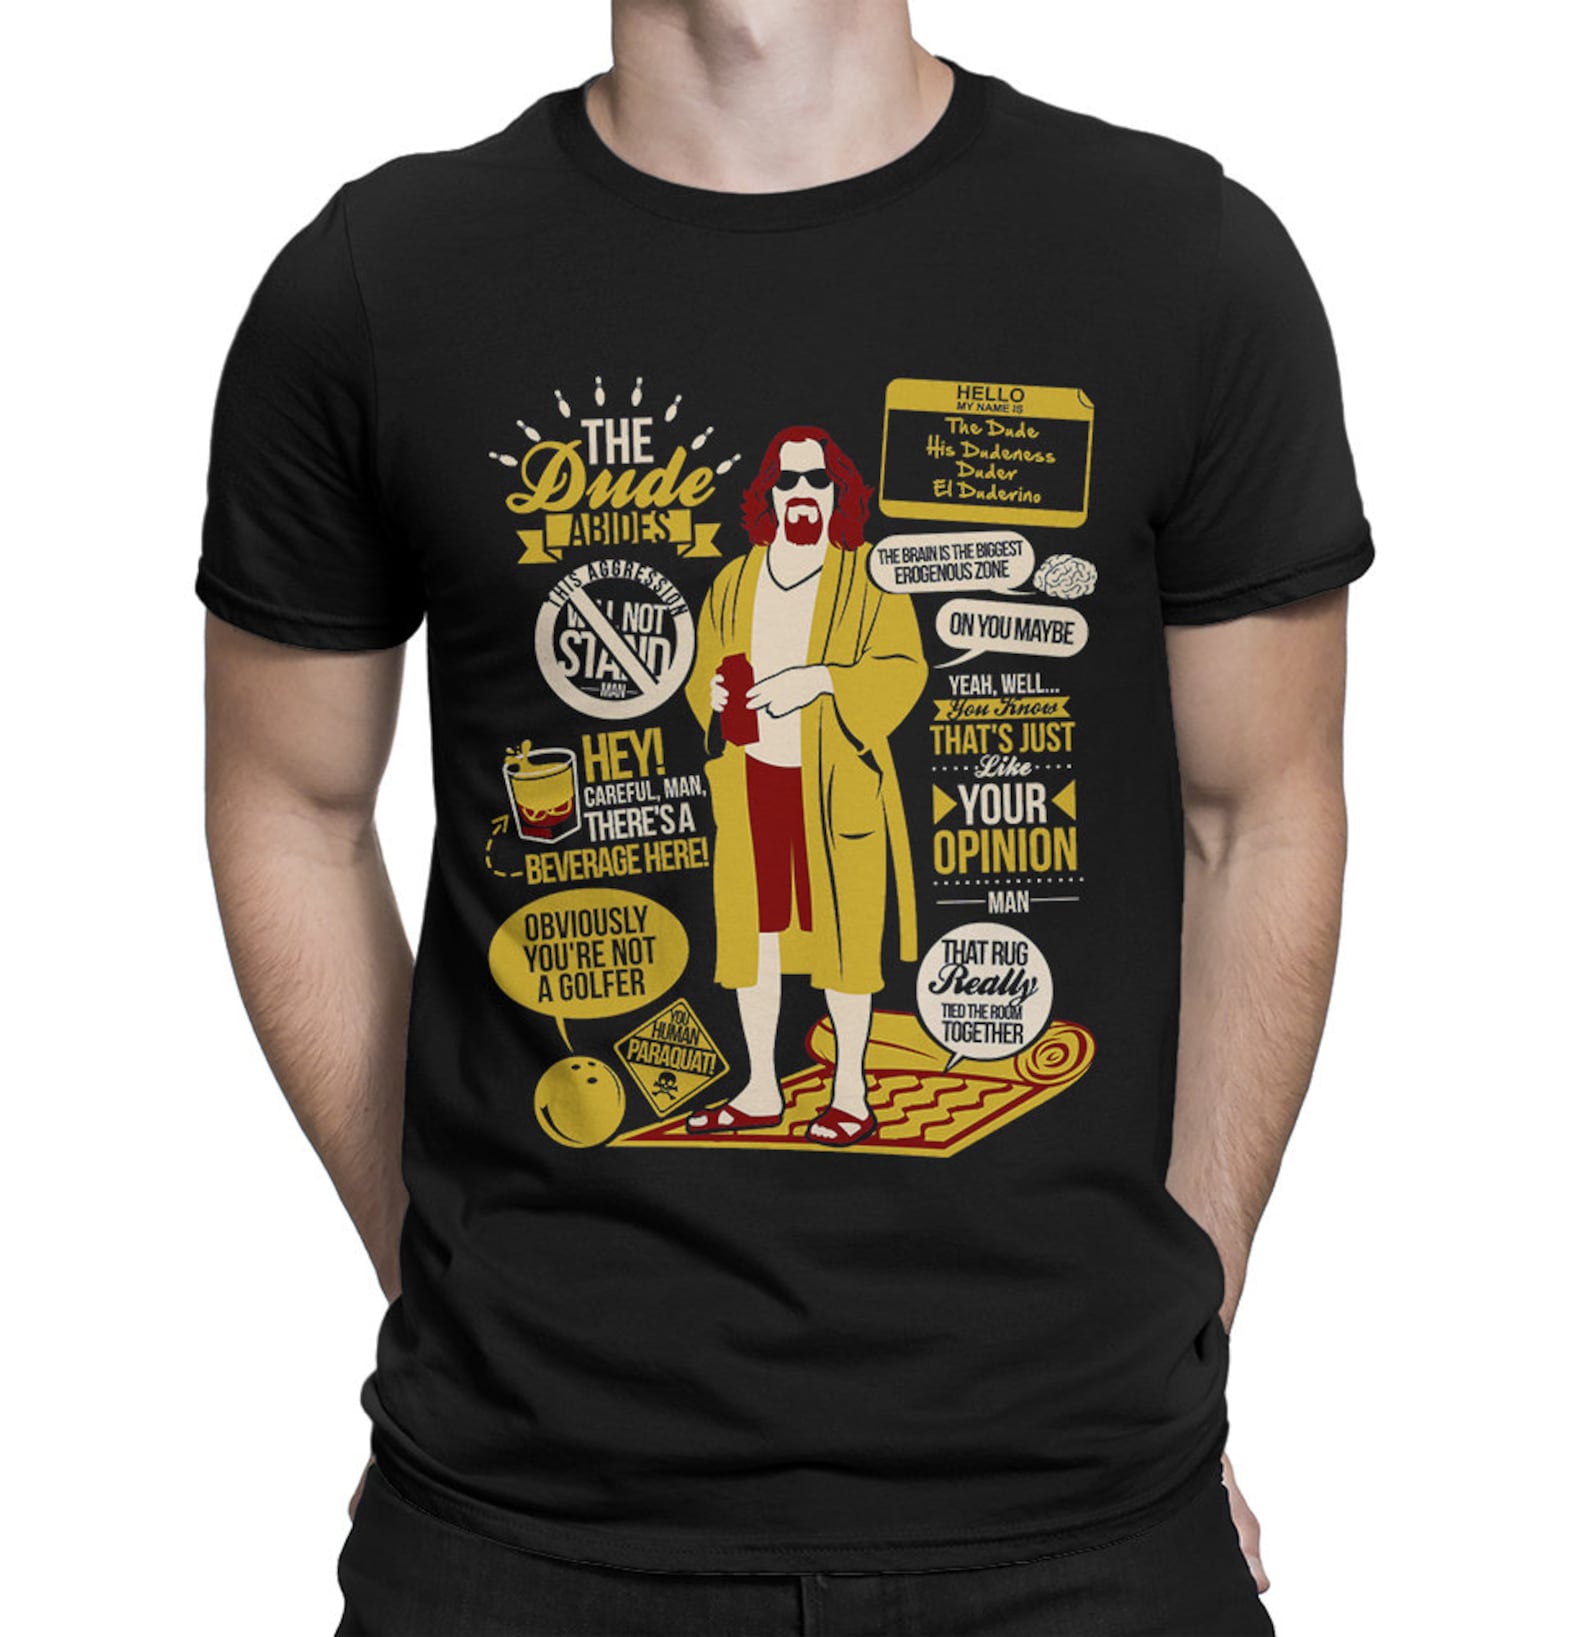 THE
Dude
ABIDES
THIS AGGRESSION
WILL NOT
STAND
MAN
HEY!
CAREFUL, MAN,
THERE'S A
BEVERAGE HERE!
OBVIOUSLY
YOU'RE NOT
A GOLFER
YOU
HUMAN
PARAQUAT!
HELLO
MY NAME IS
The Dude
His Dudeness
Duder
El Duderino
THE BRAIN IS THE BIGGEST
EROGENOUS ZONE
ON YOU MAYBE
YEAH, WELL...
You Know
THAT'S JUST
Like
YOUR
OPINION
MAN
THAT RUG
Really
TIED THE ROOM
TOGETHER